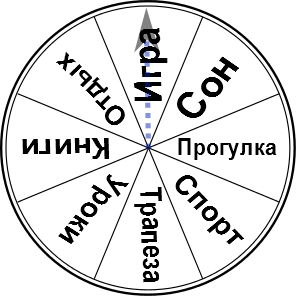 Игра
Сон
Прогулка
Спорт
Трапеза
Уроки
Книги
Отдых